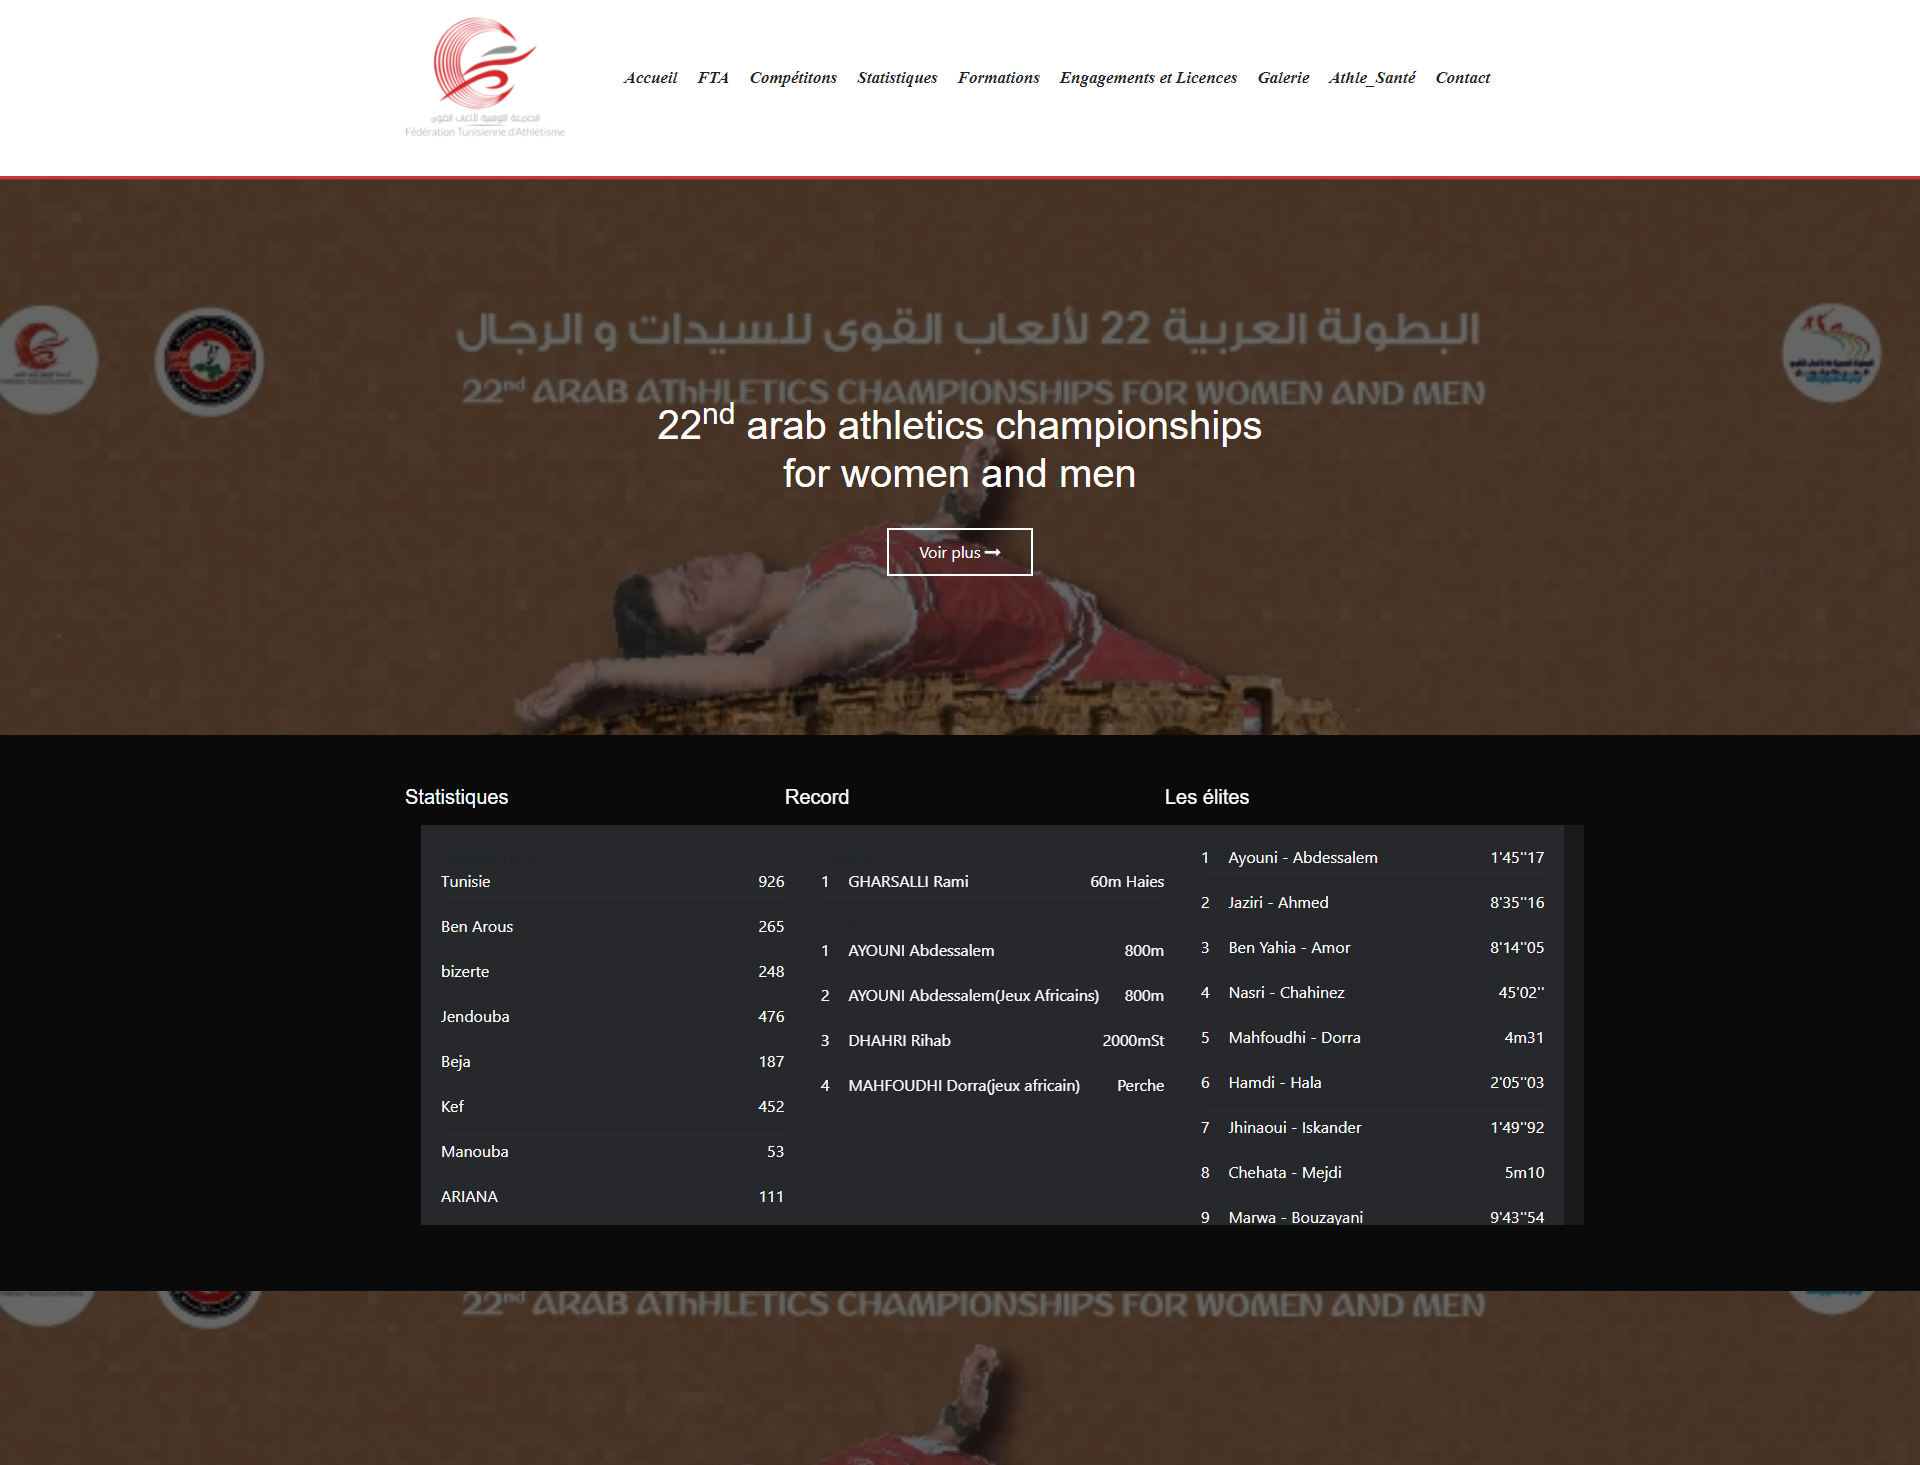 الجامعة التونسية لألعاب القوى
Fédération Tunisienne d'Athlétisme
Accueil FTA Compétitons Statistiques Formations Engagements et Licences Galerie Athle_Santé Contact
البطولة العربية 22 لألعاب القوى للسيدات و الرجال
22nd ARAB AThHLETICS CHAMPIONSHIPS FOR WOMEN AND MEN
22nd arab athletics championships
for women and men
Voir plus
Statistiques
Tunisie 926
Ben Arous 265
bizerte 248
Jendouba 476
Beja 187
Kef 452
Manouba 53
ARIANA 111
Record
1 GHARSALLI Rami 60m Haies
1 AYOUNI Abdessalem 800m
2 AYOUNI Abdessalem(Jeux Africains) 800m
3 DHAHRI Rihab 2000mSt
4 MAHFOUDHI Dorra(jeux africain) Perche
Les élites
1 Ayouni - Abdessalem 1'45''17
2 Jaziri - Ahmed 8'35''16
3 Ben Yahia - Amor 8'14''05
4 Nasri - Chahinez 45'02''
5 Mahfoudhi - Dorra 4m31
6 Hamdi - Hala 2'05''03
7 Jhinaoui - Iskander 1'49''92
8 Chehata - Mejdi 5m10
9 Marwa - Bouzayani 9'43''54
22nd ARAB AThHLETICS CHAMPIONSHIPS FOR WOMEN AND MEN